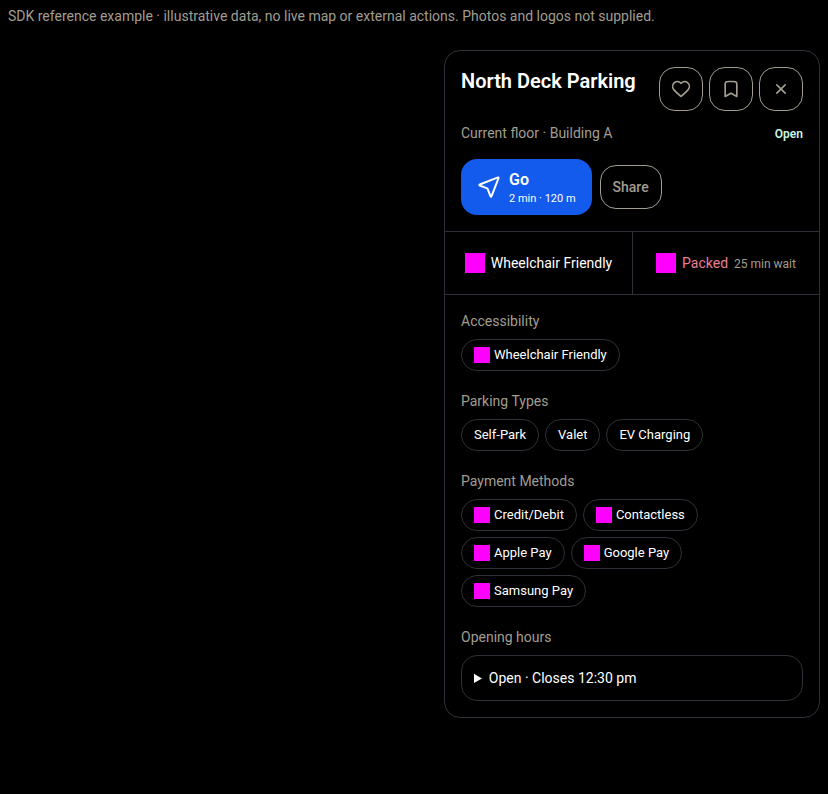 SDK reference example · illustrative data, no live map or external actions. Photos and logos not supplied.
North Deck Parking
Current floor · Building A
Open
Go
2 min · 120 m
Share
Wheelchair Friendly
Packed 25 min wait
Accessibility
Wheelchair Friendly
Parking Types
Self-Park Valet EV Charging
Payment Methods
Credit/Debit Contactless
Apple Pay Google Pay
Samsung Pay
Opening hours
Open · Closes 12:30 pm